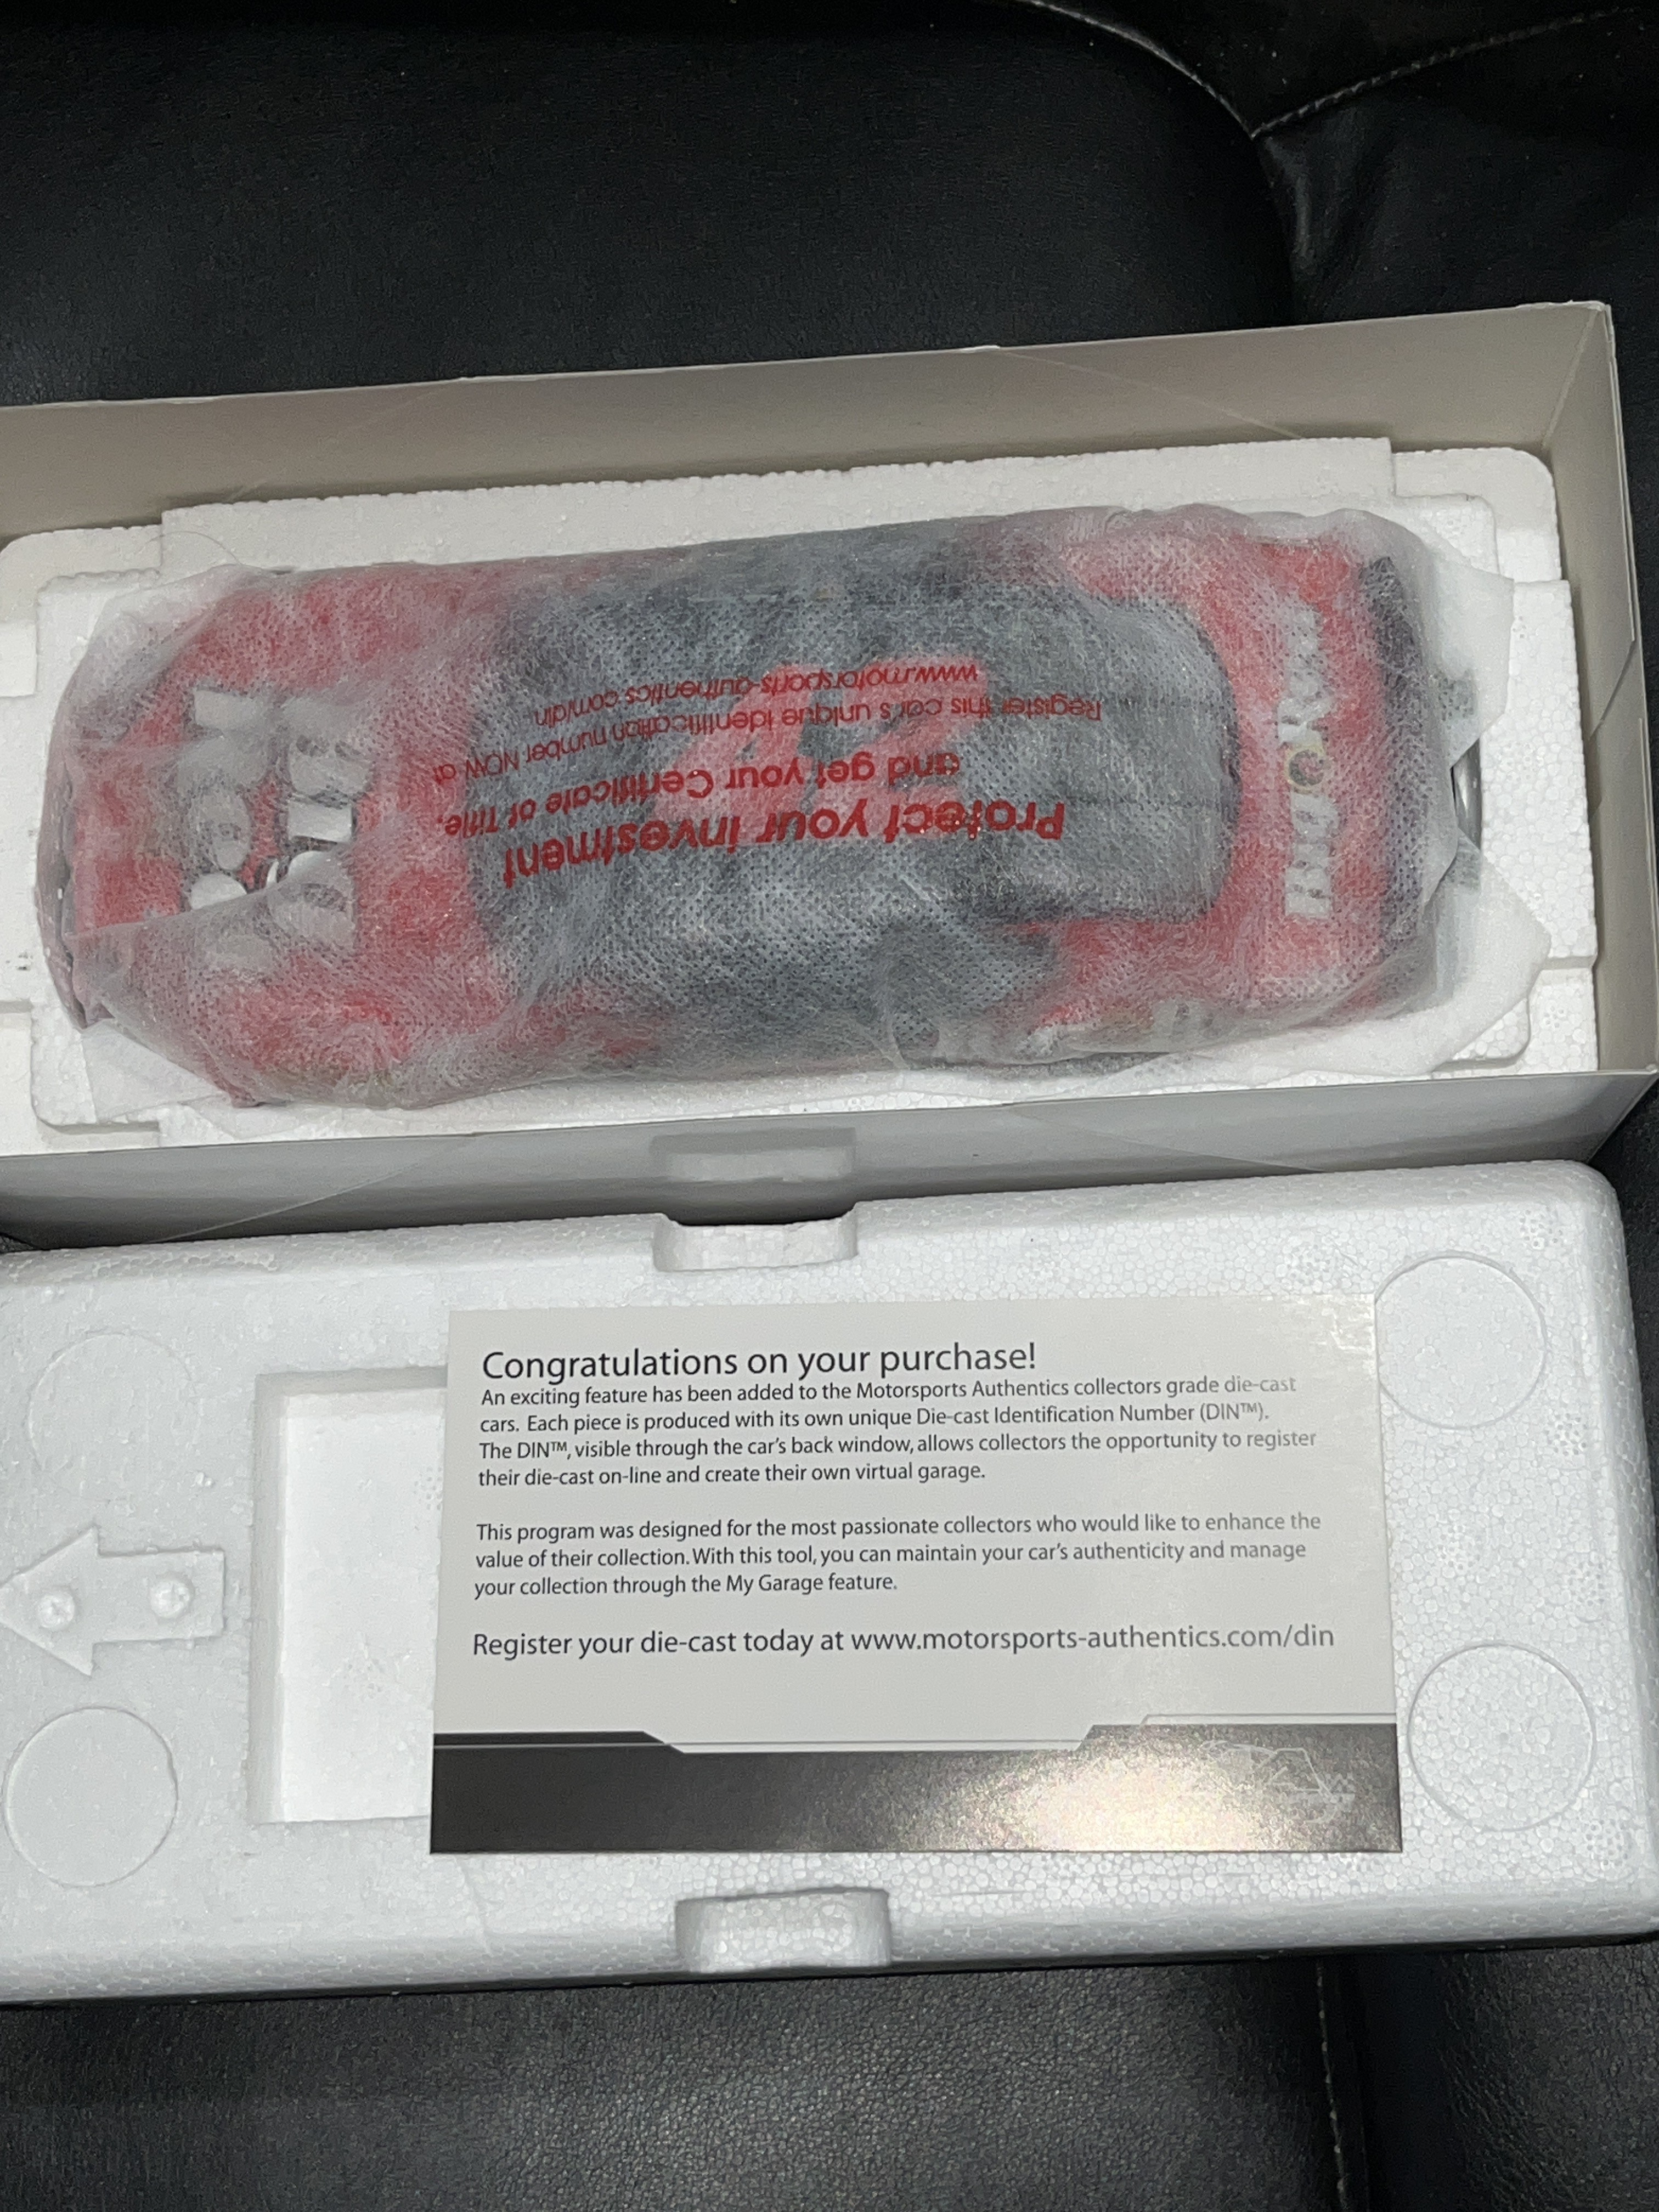 Protect your investment
and get your Certificate of Title.
Register this car's unique identification number NOW at
www.motorsports-authentics.com/din
42
Congratulations on your purchase!
An exciting feature has been added to the Motorsports Authentics collectors grade die-cast
cars. Each piece is produced with its own unique Die-cast Identification Number (DIN™).
The DIN™, visible through the car's back window, allows collectors the opportunity to register
their die-cast on-line and create their own virtual garage.
This program was designed for the most passionate collectors who would like to enhance the
value of their collection. With this tool, you can maintain your car's authenticity and manage
your collection through the My Garage feature.
Register your die-cast today at www.motorsports-authentics.com/din